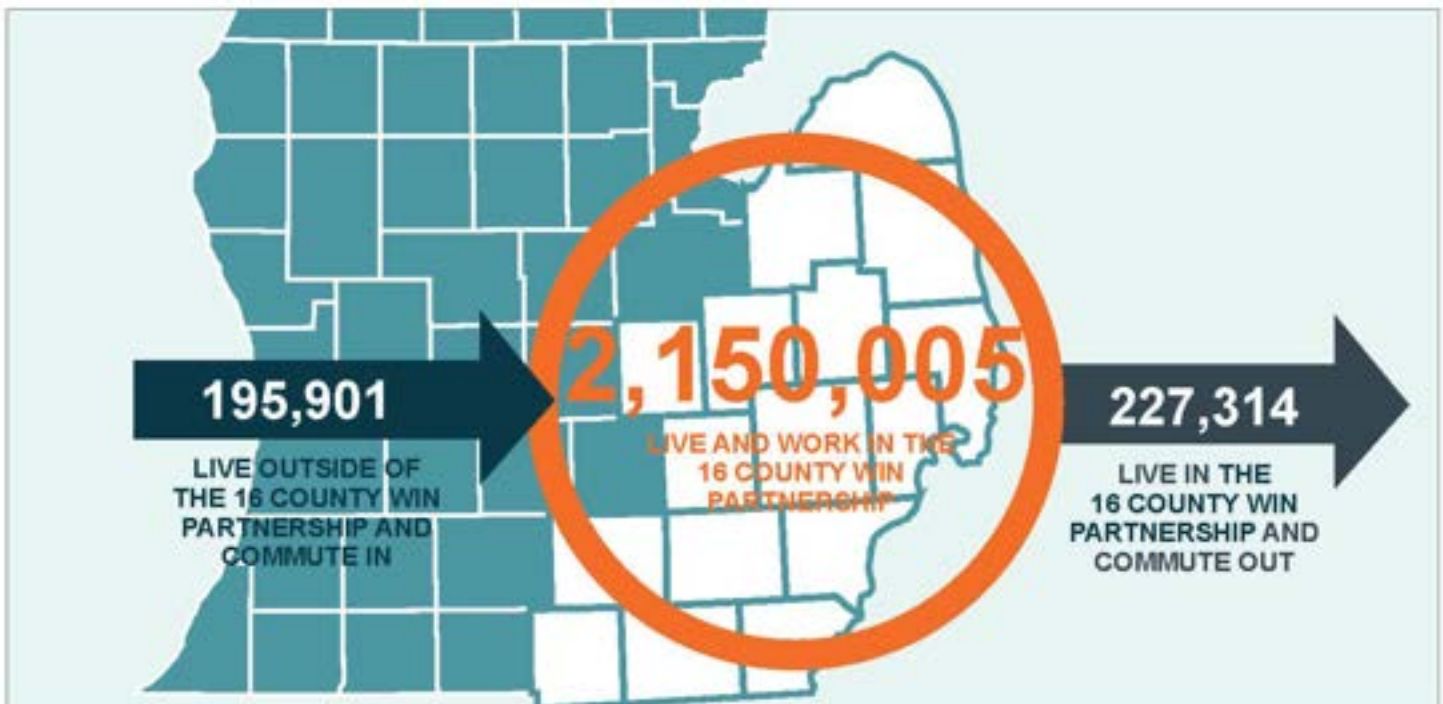 195,901
LIVE OUTSIDE OF
THE 16 COUNTY WIN
PARTNERSHIP AND
COMMUTE IN
2,150,005
LIVE AND WORK IN THE
16 COUNTY WIN
PARTNERSHIP
227,314
LIVE IN THE
16 COUNTY WIN
PARTNERSHIP AND
COMMUTE OUT